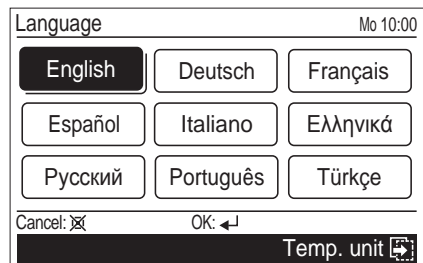 Language Mo 10:00
English Deutsch Français
Español Italiano Ελληνικά
Русский Português Türkçe
Cancel: OK:
Temp. unit